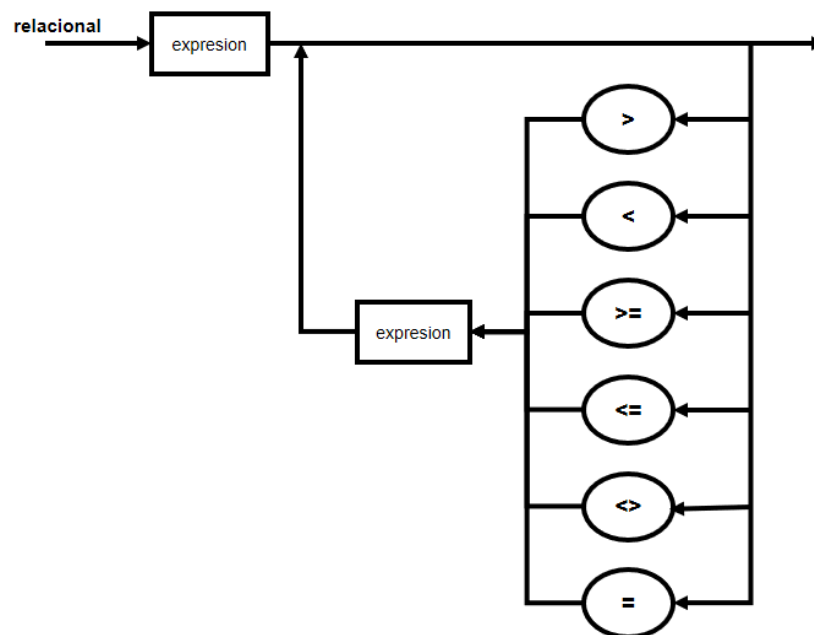 relacional
expresion
>
<
>=
expresion
<=
<>
=